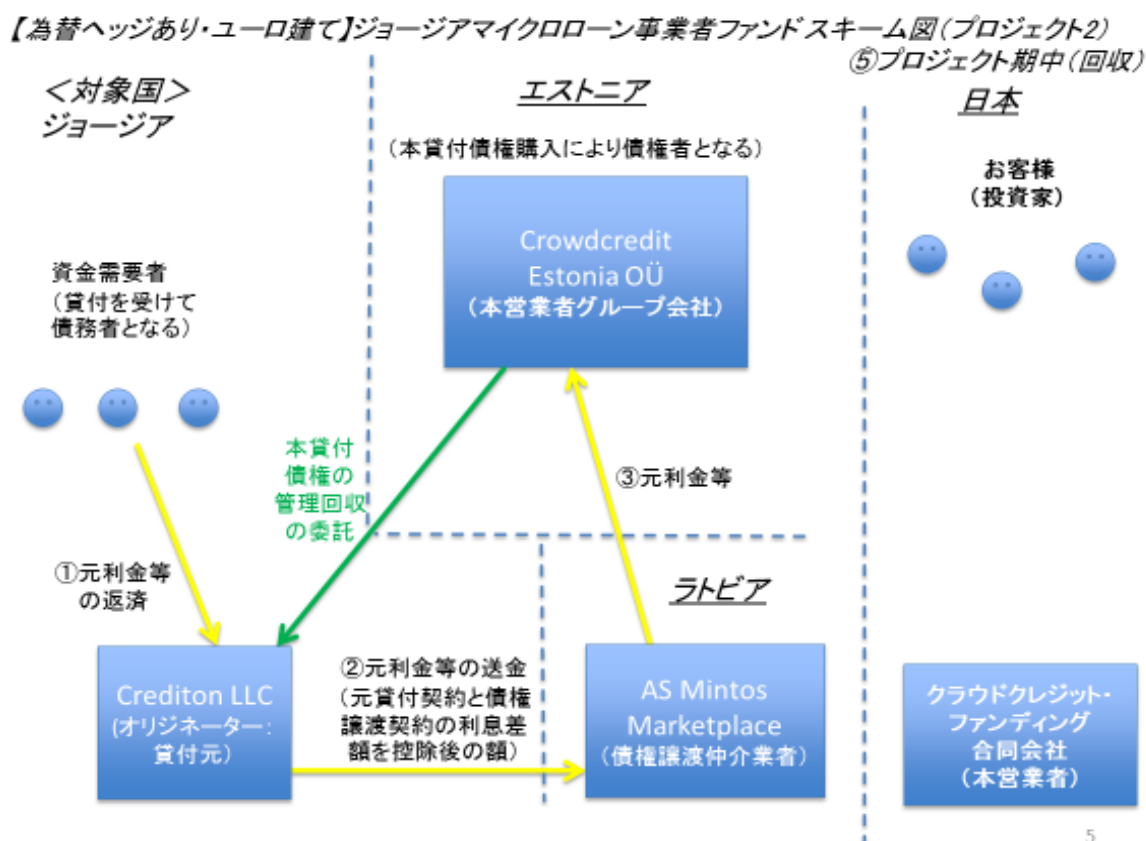 【為替ヘッジあり・ユーロ建て】ジョージアマイクロローン事業者ファンドスキーム図(プロジェクト2)
⑤プロジェクト期中(回収)
<対象国>
ジョージア
エストニア
日本
(本貸付債権購入により債権者となる)
お客様
(投資家)
Crowdcredit
Estonia OÜ
(本営業者グループ会社)
資金需要者
(貸付を受けて
債務者となる)
本貸付
債権の
管理回収
の委託
③元利金等
①元利金等
の返済
ラトビア
Crediton LLC
(オリジネーター:
貸付元)
②元利金等の送金
(元貸付契約と債権
譲渡契約の利息差
額を控除後の額)
AS Mintos
Marketplace
(債権譲渡仲介業者)
クラウドクレジット・
ファンディング
合同会社
(本営業者)
5